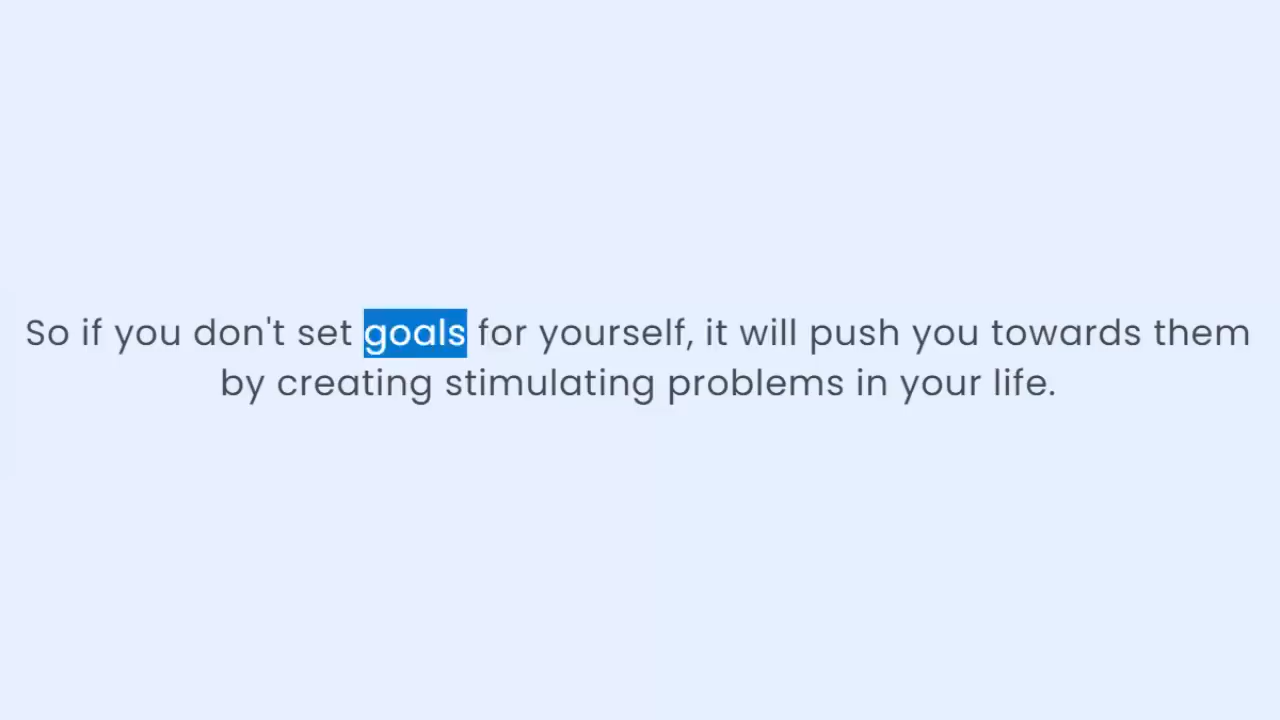 So if you don't set goals for yourself, it will push you towards them
by creating stimulating problems in your life.